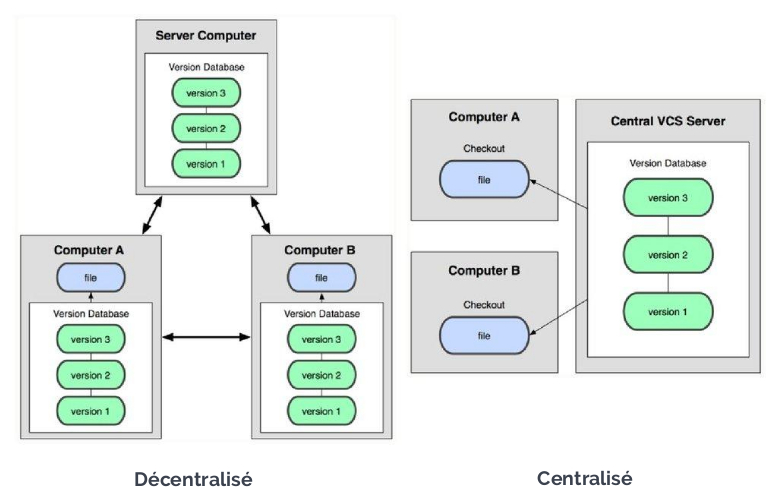 Server Computer
Version Database
version 3
version 2
version 1
Computer A
file
Version Database
version 3
version 2
version 1
Computer B
file
Version Database
version 3
version 2
version 1
Décentralisé
Computer A
Checkout
file
Computer B
Checkout
file
Central VCS Server
Version Database
version 3
version 2
version 1
Centralisé